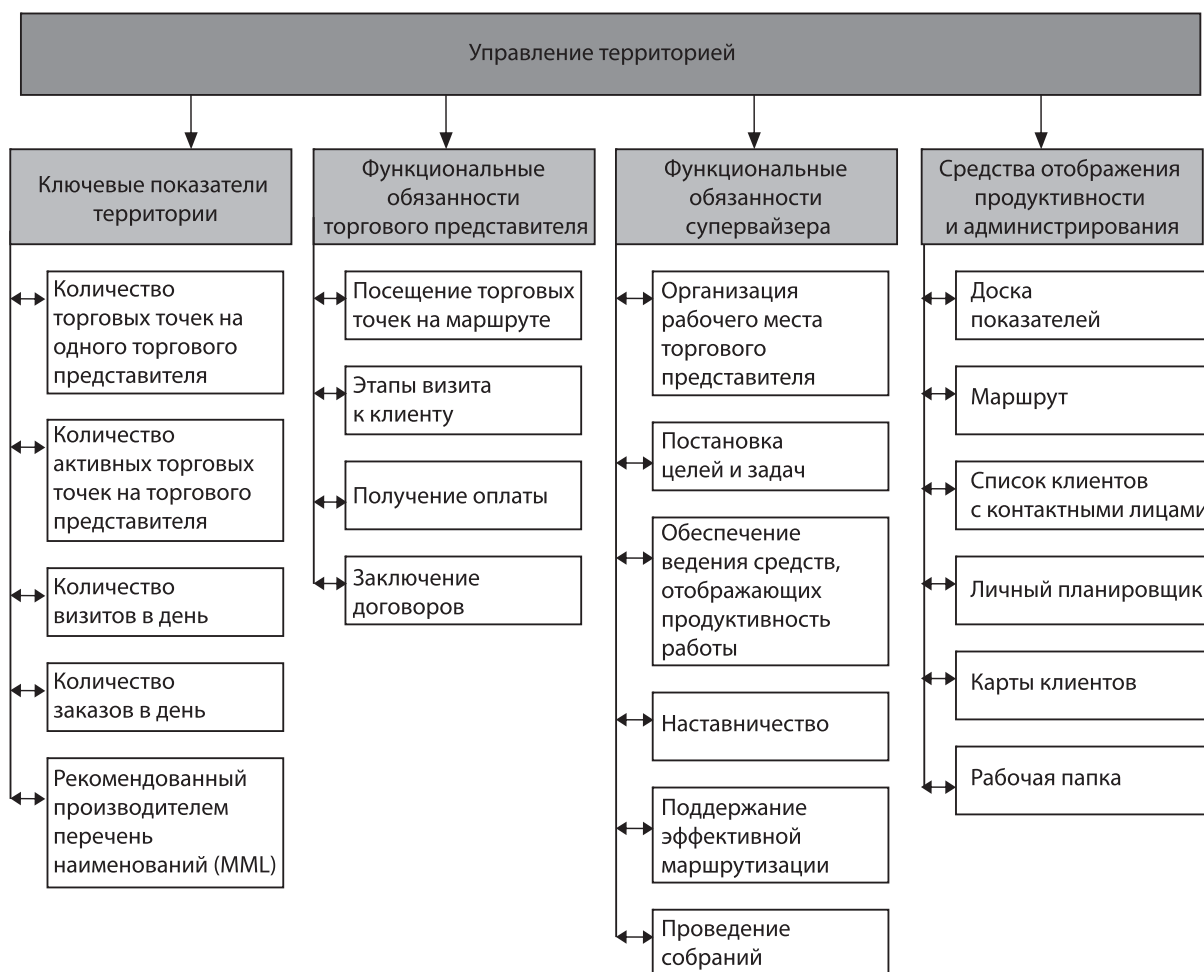 Управление территорией
Ключевые показатели
территории
Количество
торговых точек на
одного торгового
представителя
Количество
активных торговых
точек на торгового
представителя
Количество
визитов в день
Количество
заказов в день
Рекомендованный
производителем
перечень
наименований (MML)
Функциональные
обязанности
торгового представителя
Посещение торговых
точек на маршруте
Этапы визита
к клиенту
Получение оплаты
Заключение
договоров
Функциональные
обязанности
супервайзера
Организация
рабочего места
торгового
представителя
Постановка
целей и задач
Обеспечение
ведения средств,
отображающих
продуктивность
работы
Наставничество
Поддержание
эффективной
маршрутизации
Проведение
собраний
Средства отображения
продуктивности
и администрирования
Доска
показателей
Маршрут
Список клиентов
с контактными лицами
Личный планировщик
Карты клиентов
Рабочая папка